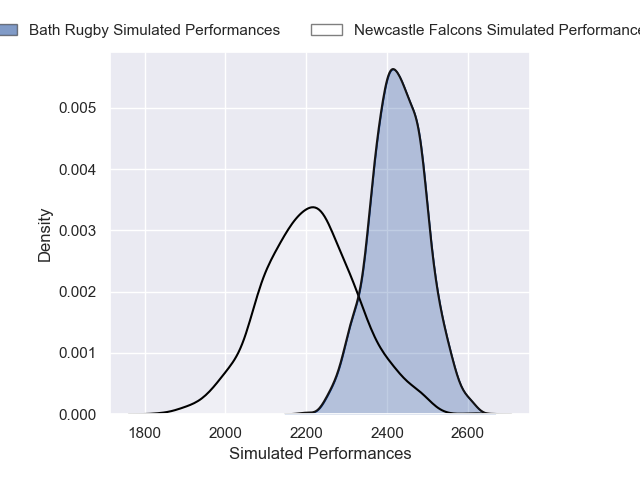 Bath Rugby Simulated Performances Newcastle Falcons Simulated Performance
0.005
0.004
0.003
0.002
0.001
0.000
Density
1800 2000 2200 2400 2600
Simulated Performances